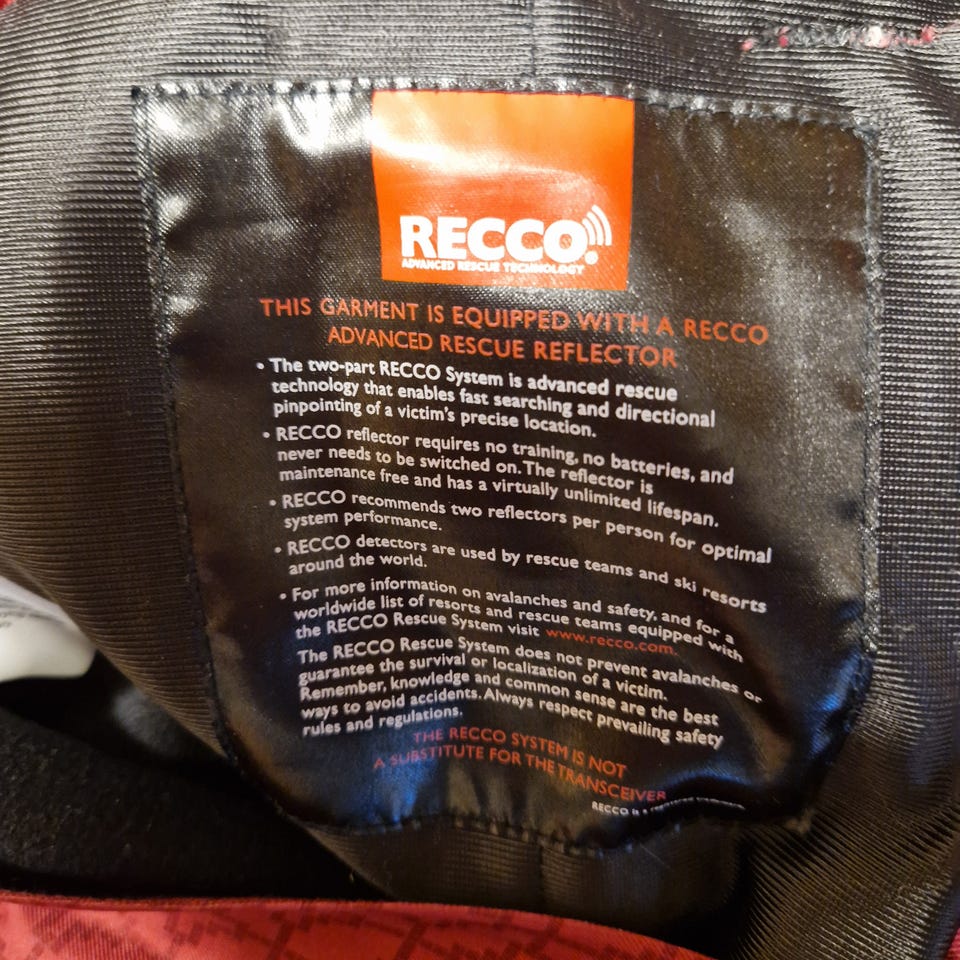 RECCO
ADVANCED RESCUE TECHNOLOGY
THIS GARMENT IS EQUIPPED WITH A RECCO
ADVANCED RESCUE REFLECTOR
• The two-part RECCO System is advanced rescue
technology that enables fast searching and directional
pinpointing of a victim's precise location.
• RECCO reflector requires no training, no batteries, and
never needs to be switched on. The reflector is
maintenance free and has a virtually unlimited lifespan.
• RECCO recommends two reflectors per person for optimal
system performance.
• RECCO detectors are used by rescue teams and ski resorts
around the world.
• For more information on avalanches and safety, and for a
worldwide list of resorts and rescue teams equipped with
the RECCO Rescue System visit www.recco.com.
The RECCO Rescue System does not prevent avalanches or
guarantee the survival or localization of a victim.
Remember, knowledge and common sense are the best
ways to avoid accidents. Always respect prevailing safety
rules and regulations.
THE RECCO SYSTEM IS NOT
A SUBSTITUTE FOR THE TRANSCEIVER
RECCO